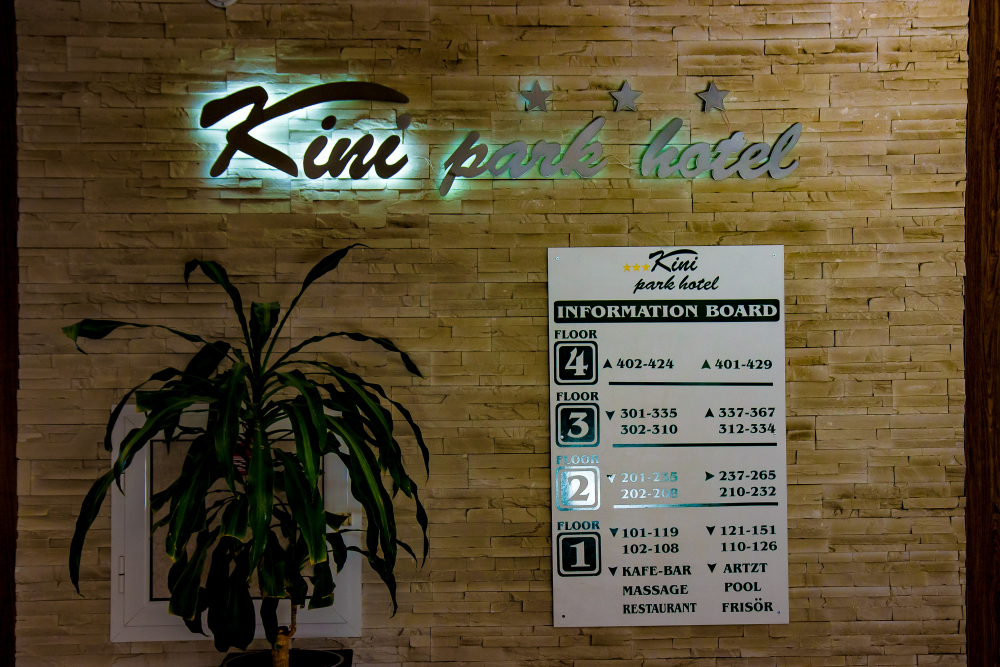 Kini park hotel
Kini
park hotel
INFORMATION BOARD
FLOOR
4
▲ 402-424 ▲ 401-429
FLOOR
3
▼ 301-335 ▲ 337-367
302-310 312-334
FLOOR
2
▼ 201-235 ► 237-265
202-208 210-232
FLOOR
1
▼ 101-119 ▼ 121-151
102-108 110-126
▼ KAFE-BAR ▼ ARTZT
MASSAGE POOL
RESTAURANT FRISÖR